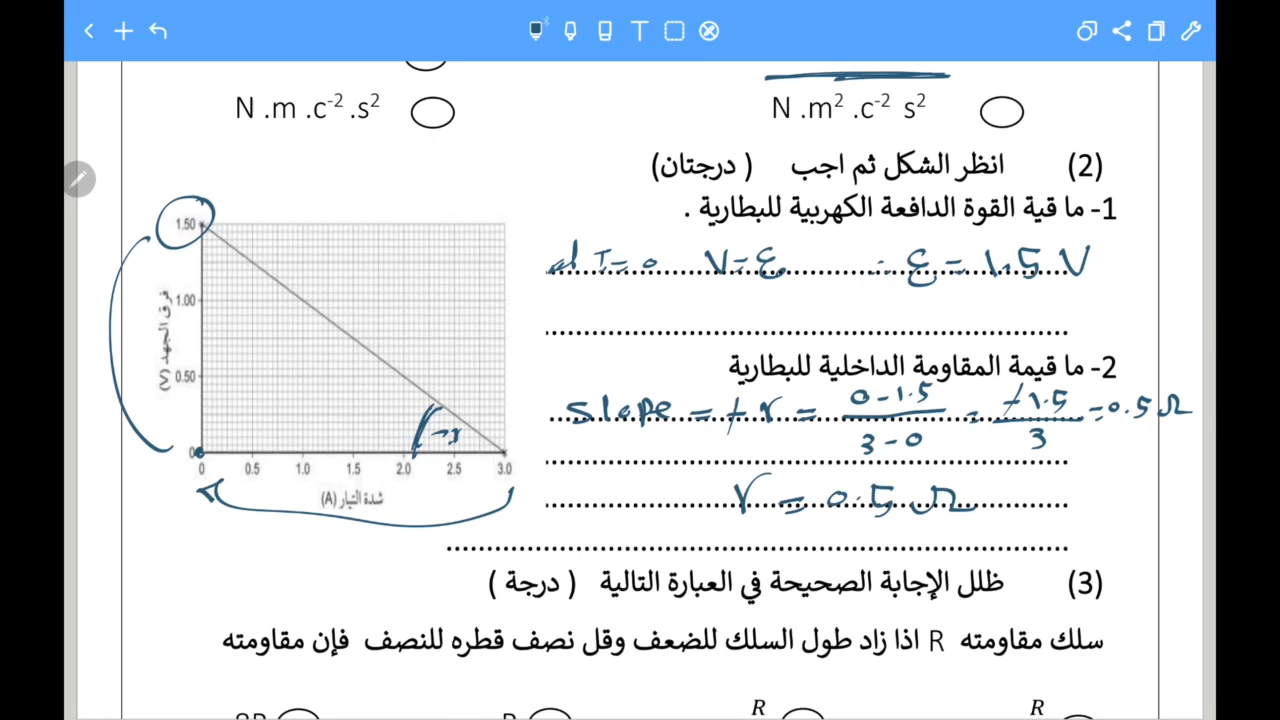 N .m² .c⁻² s²
N .m .c⁻² .s²
(2) انظر الشكل ثم اجب ( درجتان)
1- ما قية القوة الدافعة الكهربية للبطارية .
at I=0 V=ε ∴ ε = 1.5 V
2- ما قيمة المقاومة الداخلية للبطارية
slope = -r = (0-1.5)/(3-0) = -1.5/3 = 0.5 Ω
r = 0.5 Ω
فرق الجهد (V)
1.50
1.00
0.50
0
0 0.5 1.0 1.5 2.0 2.5 3.0
شدة التيار (A)
(3) ظلل الإجابة الصحيحة في العبارة التالية ( درجة )
سلك مقاومته R اذا زاد طول السلك للضعف وقل نصف قطره للنصف فإن مقاومته
R
R